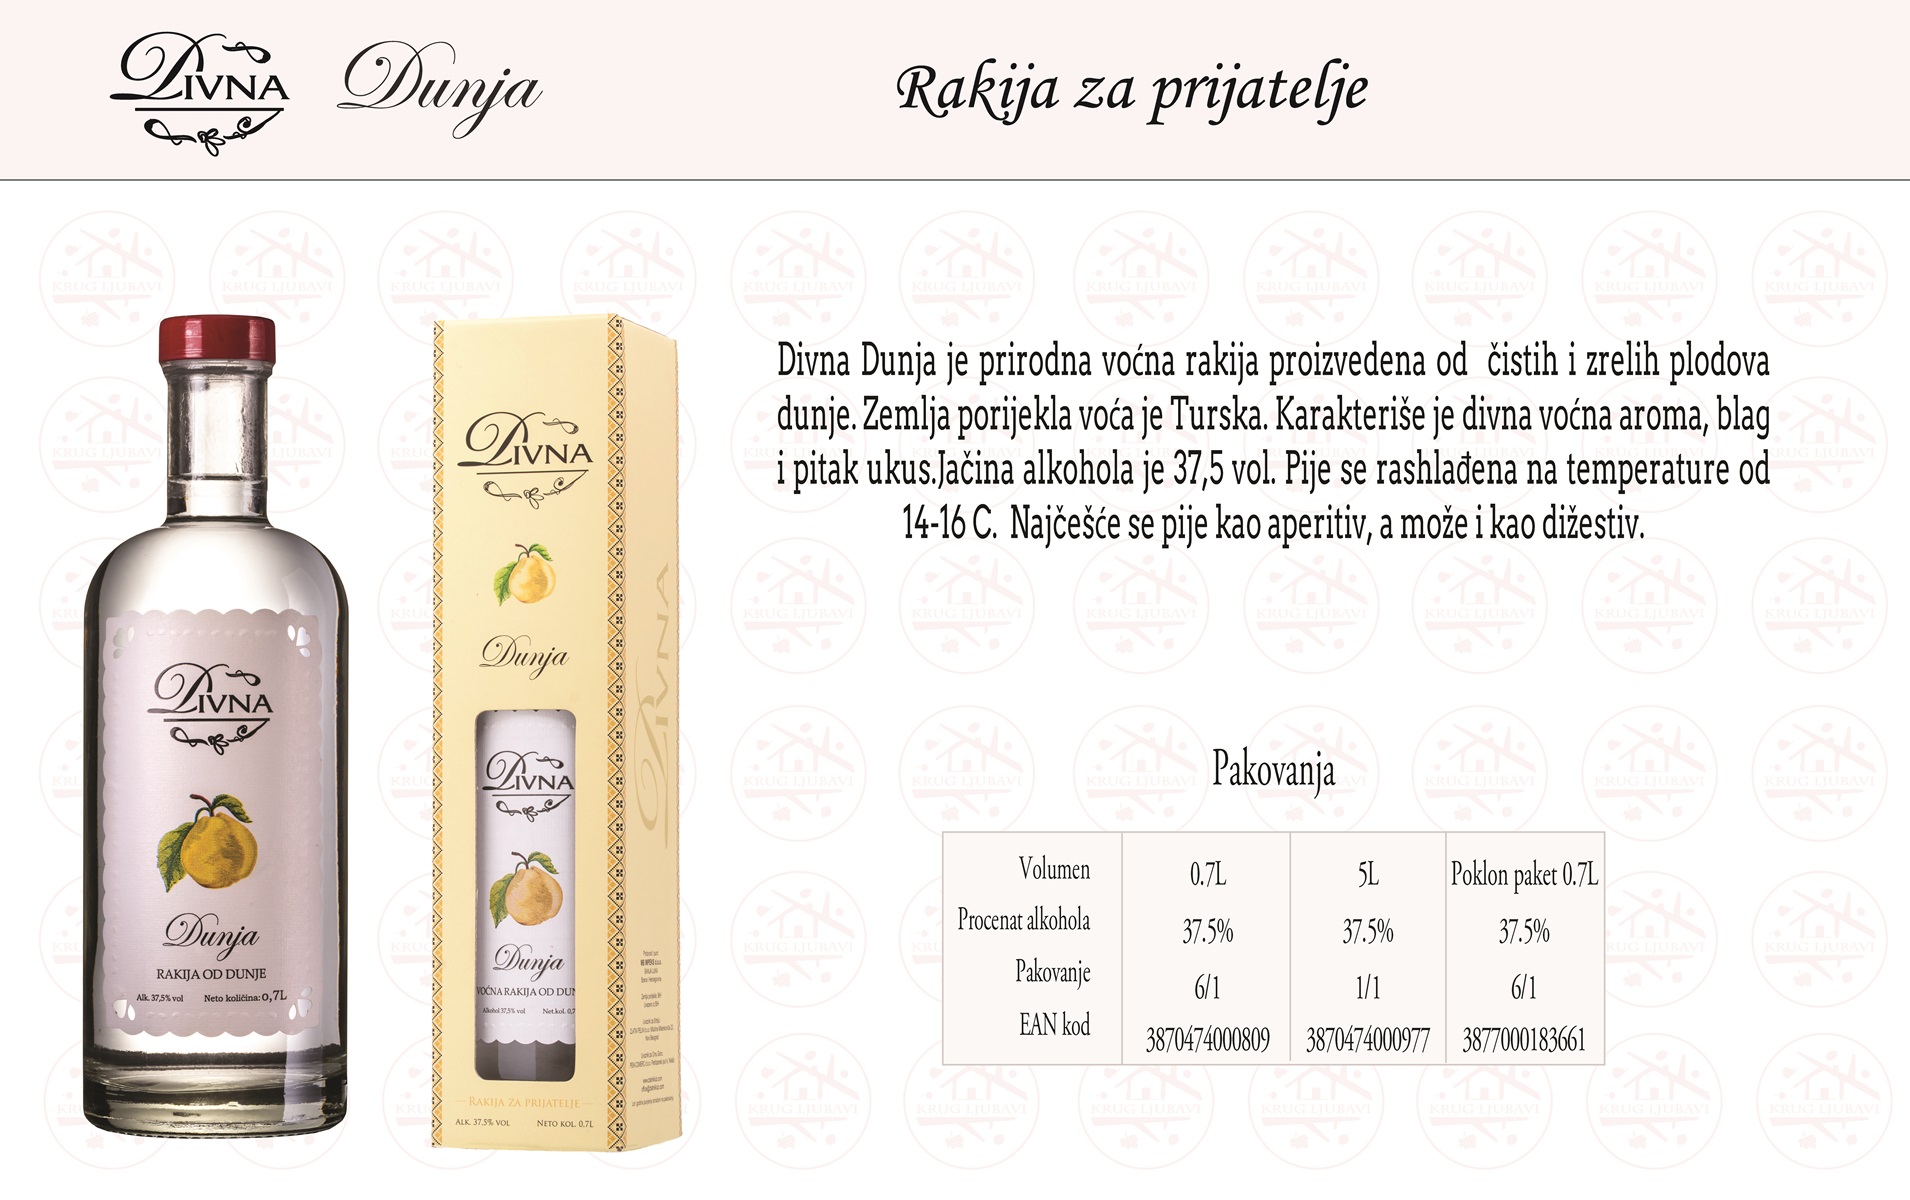 DIVNA
Dunja
Rakija za prijatelje
Divna Dunja je prirodna voćna rakija proizvedena od čistih i zrelih plodova
dunje. Zemlja porijekla voća je Turska. Karakteriše je divna voćna aroma, blag
i pitak ukus.Jačina alkohola je 37,5 vol. Pije se rashlađena na temperature od
14-16 C. Najčešće se pije kao aperitiv, a može i kao dižestiv.
DIVNA
Dunja
RAKIJA OD DUNJE
Alk. 37,5% vol Neto količina: 0,7L
DIVNA
Dunja
DIVNA
Dunja
VOĆNA RAKIJA OD DUN
Alkohol 37,5% vol Net.kol. 0,7
RAKIJA ZA PRIJATELJE
ALK. 37,5% VOL NETO KOL. 0,7L
DIVNA
Pakovanja
Volumen 0.7L 5L Poklon paket 0.7L
Procenat alkohola 37.5% 37.5% 37.5%
Pakovanje 6/1 1/1 6/1
EAN kod 3870474000809 3870474000977 3877000183661
KRUG LJUBAVI